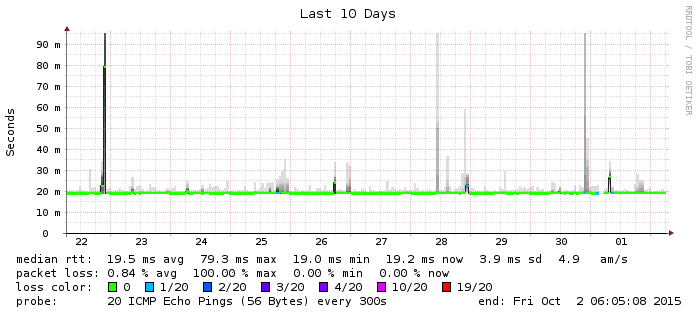 Last 10 Days
RRDTOOL / TOBI OETIKER
Seconds
90 m
80 m
70 m
60 m
50 m
40 m
30 m
20 m
10 m
0
22 23 24 25 26 27 28 29 30 01
median rtt: 19.5 ms avg 79.3 ms max 19.0 ms min 19.2 ms now 3.9 ms sd 4.9 am/s
packet loss: 0.84 % avg 100.00 % max 0.00 % min 0.00 % now
loss color: 0 1/20 2/20 3/20 4/20 10/20 19/20
probe: 20 ICMP Echo Pings (56 Bytes) every 300s end: Fri Oct 2 06:05:08 2015